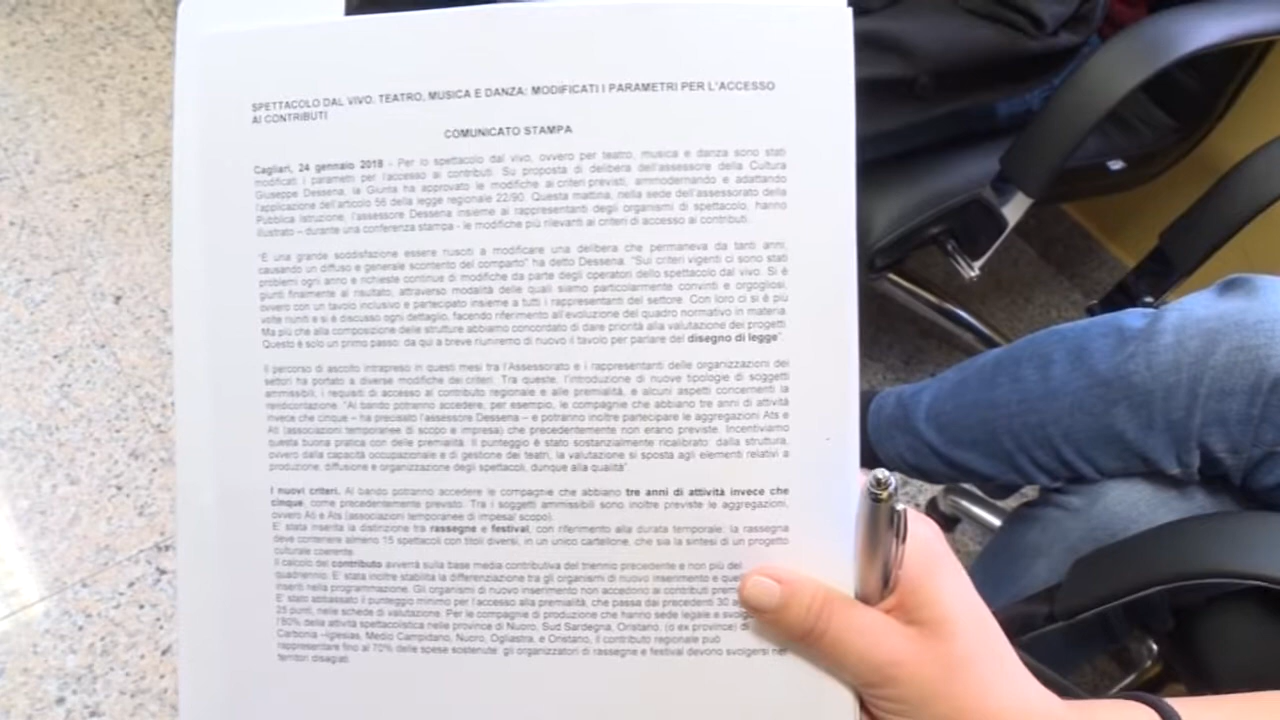 SPETTACOLO DAL VIVO. TEATRO, MUSICA E DANZA: MODIFICATI I PARAMETRI PER L'ACCESSO
AI CONTRIBUTI
COMUNICATO STAMPA
Cagliari, 24 gennaio 2018 - Per lo spettacolo dal vivo, ovvero per teatro, musica e danza sono stati
modificati i parametri per l'accesso ai contributi. Su proposta di delibera dell'assessore della Cultura
Giuseppe Dessena, la Giunta ha approvato le modifiche ai criteri previsti, ammodernando e adattando
l'applicazione dell'articolo 56 della legge regionale 22/90. Questa mattina, nella sede dell'assessorato della
Pubblica Istruzione, l'assessore Dessena insieme ai rappresentanti degli organismi di spettacolo, hanno
illustrato – durante una conferenza stampa - le modifiche più rilevanti ai criteri di accesso ai contributi.
"È una grande soddisfazione essere riusciti a modificare una delibera che permaneva da tanti anni,
causando un diffuso e generale scontento del comparto" ha detto Dessena. "Sui criteri vigenti ci sono stati
problemi ogni anno e richieste continue di modifiche da parte degli operatori dello spettacolo dal vivo. Si è
giunti finalmente al risultato, attraverso modalità delle quali siamo particolarmente convinti e orgogliosi,
ovvero con un tavolo inclusivo e partecipato insieme a tutti i rappresentanti del settore. Con loro ci si è più
volte riuniti e si è discusso ogni dettaglio, facendo riferimento all'evoluzione del quadro normativo in materia.
Ma più che alla composizione delle strutture abbiamo concordato di dare priorità alla valutazione dei progetti.
Questo è solo un primo passo: da qui a breve riuniremo di nuovo il tavolo per parlare del disegno di legge".
Il percorso di ascolto intrapreso in questi mesi tra l'Assessorato e i rappresentanti delle organizzazioni dei
settori ha portato a diverse modifiche dei criteri. Tra queste, l'introduzione di nuove tipologie di soggetti
ammissibili, i requisiti di accesso al contributo regionale e alle premialità, e alcuni aspetti concernenti la
rendicontazione. "Al bando potranno accedere, per esempio, le compagnie che abbiano tre anni di attività
invece che cinque – ha precisato l'assessore Dessena – e potranno inoltre partecipare le aggregazioni Ats e
Ati (associazioni temporanee di scopo e impresa) che precedentemente non erano previste. Incentiviamo
questa buona pratica con delle premialità. Il punteggio è stato sostanzialmente ricalibrato: dalla struttura,
ovvero dalla capacità occupazionale e di gestione dei teatri, la valutazione si sposta agli elementi relativi a
produzione, diffusione e organizzazione degli spettacoli, dunque alla qualità".
I nuovi criteri. Al bando potranno accedere le compagnie che abbiano tre anni di attività invece che
cinque, come precedentemente previsto. Tra i soggetti ammissibili sono inoltre previste le aggregazioni,
ovvero Ati e Ats (associazioni temporanee di impesa/ scopo).
E' stata inserita la distinzione tra rassegne e festival, con riferimento alla durata temporale: la rassegna
deve contenere almeno 15 spettacoli con titoli diversi, in un unico cartellone, che sia la sintesi di un progetto
culturale coerente.
Il calcolo del contributo avverrà sulla base media contributiva del triennio precedente e non più del
quadriennio. E' stata inoltre stabilita la differenziazione tra gli organismi di nuovo inserimento e
inseriti nella programmazione. Gli organismi di nuovo inserimento non accedono ai contributi
E' stato abbassato il punteggio minimo per l'accesso alla premialità, che passa dai precedenti 30
25 punti, nelle schede di valutazione. Per le compagnie di produzione che hanno sede legale e
l'80% delle attività spettacolistica nelle province di Nuoro, Sud Sardegna, Oristano, (o ex province) di
Carbonia –Iglesias, Medio Campidano, Nuoro, Ogliastra, e Oristano, il contributo regionale può
rappresentare fino al 70% delle spese sostenute: gli organizzatori di rassegne e festival devono svolgersi nei
territori disagiati.